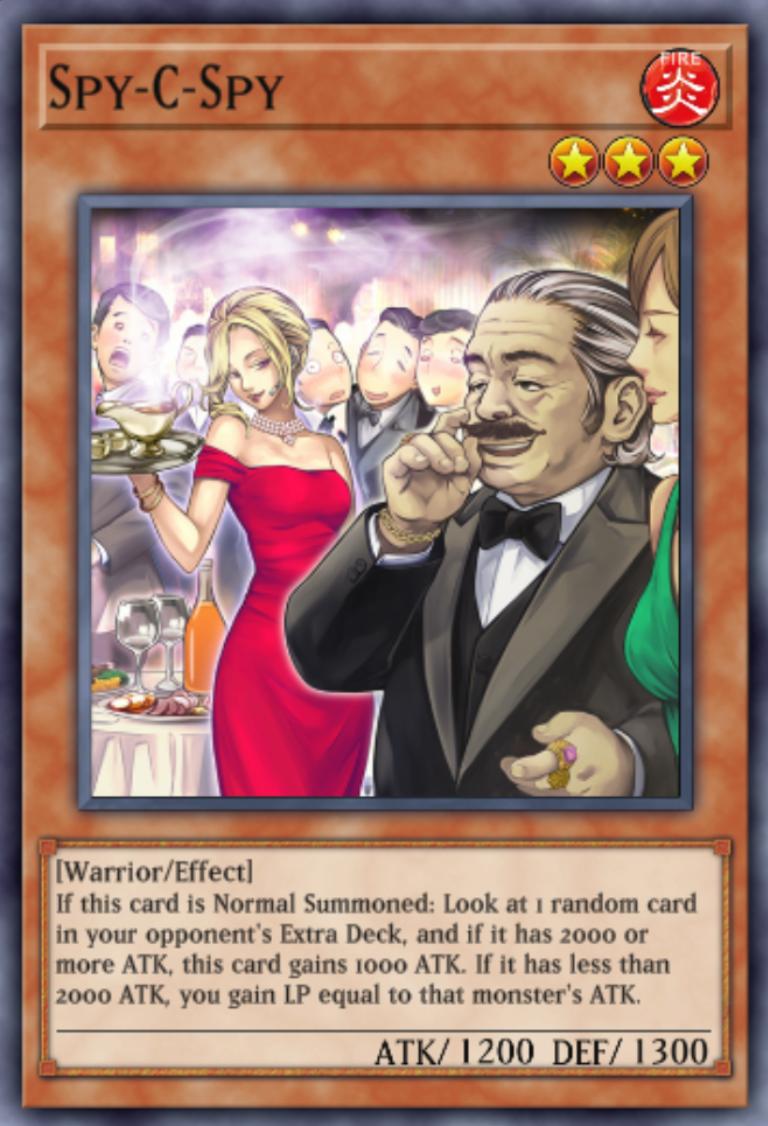 Spy-C-Spy
FIRE
炎
[Warrior/Effect]
If this card is Normal Summoned: Look at 1 random card
in your opponent's Extra Deck, and if it has 2000 or
more ATK, this card gains 1000 ATK. If it has less than
2000 ATK, you gain LP equal to that monster's ATK.
ATK/ 1200 DEF/ 1300